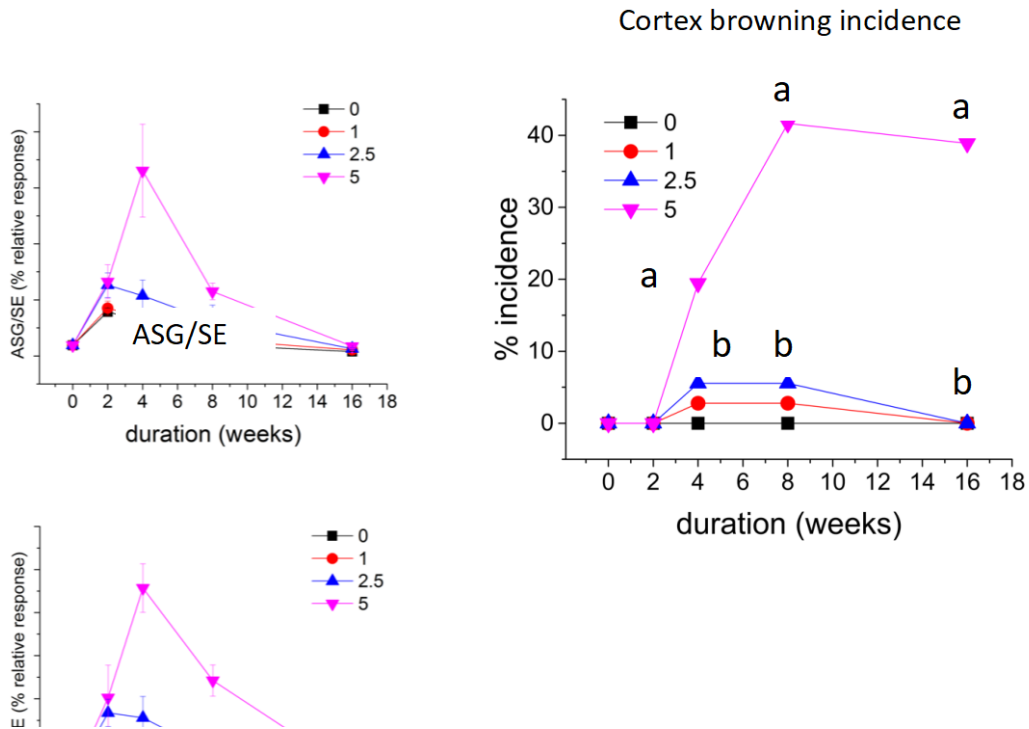 Cortex browning incidence
0
1
2.5
5
ASG/SE (% relative response)
ASG/SE
0 2 4 6 8 10 12 14 16 18
duration (weeks)
a
a
a
b
b
b
0
1
2.5
5
40
30
20
10
0
% incidence
0 2 4 6 8 10 12 14 16 18
duration (weeks)
0
1
2.5
5
E (% relative response)